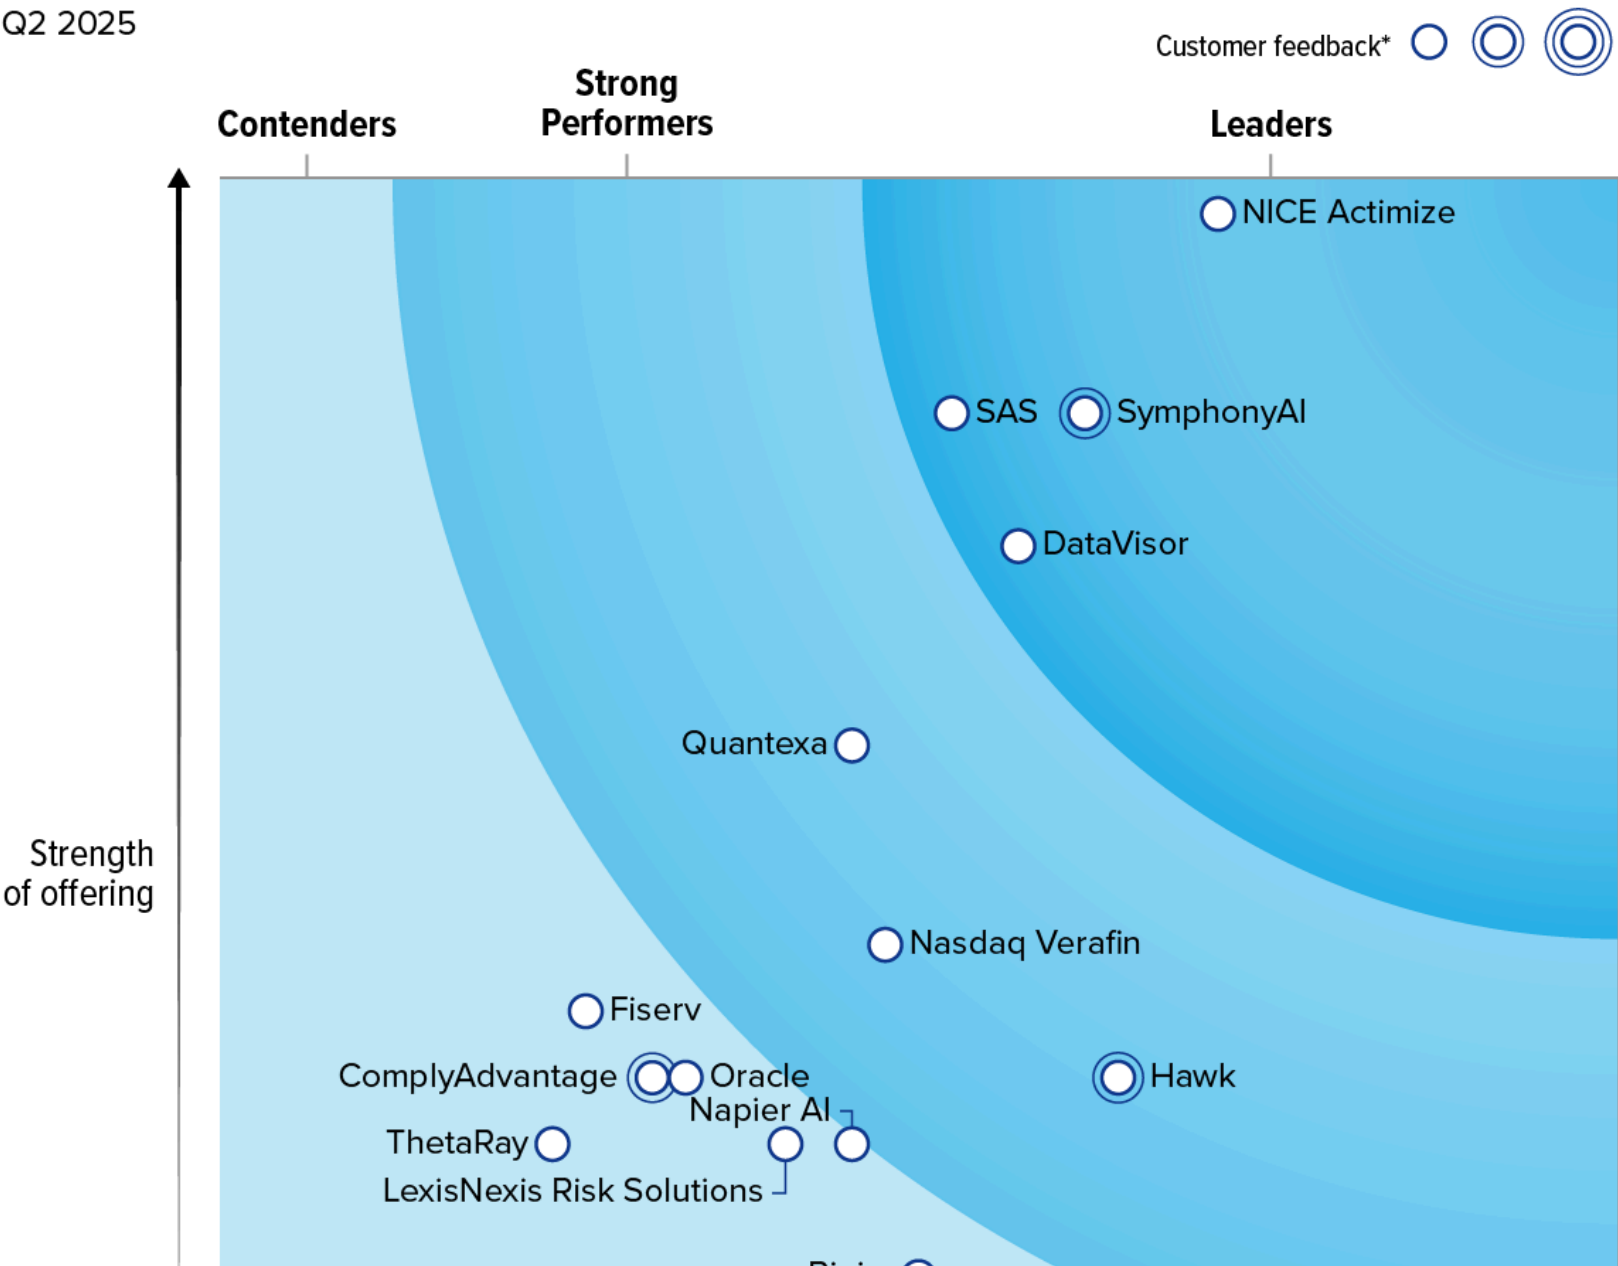 Q2 2025
Customer feedback*
Strong
Performers
Contenders
Leaders
NICE Actimize
SAS
SymphonyAI
DataVisor
Quantexa
Strength
of offering
Nasdaq Verafin
Fiserv
ComplyAdvantage
Oracle
Hawk
Napier AI
ThetaRay
LexisNexis Risk Solutions